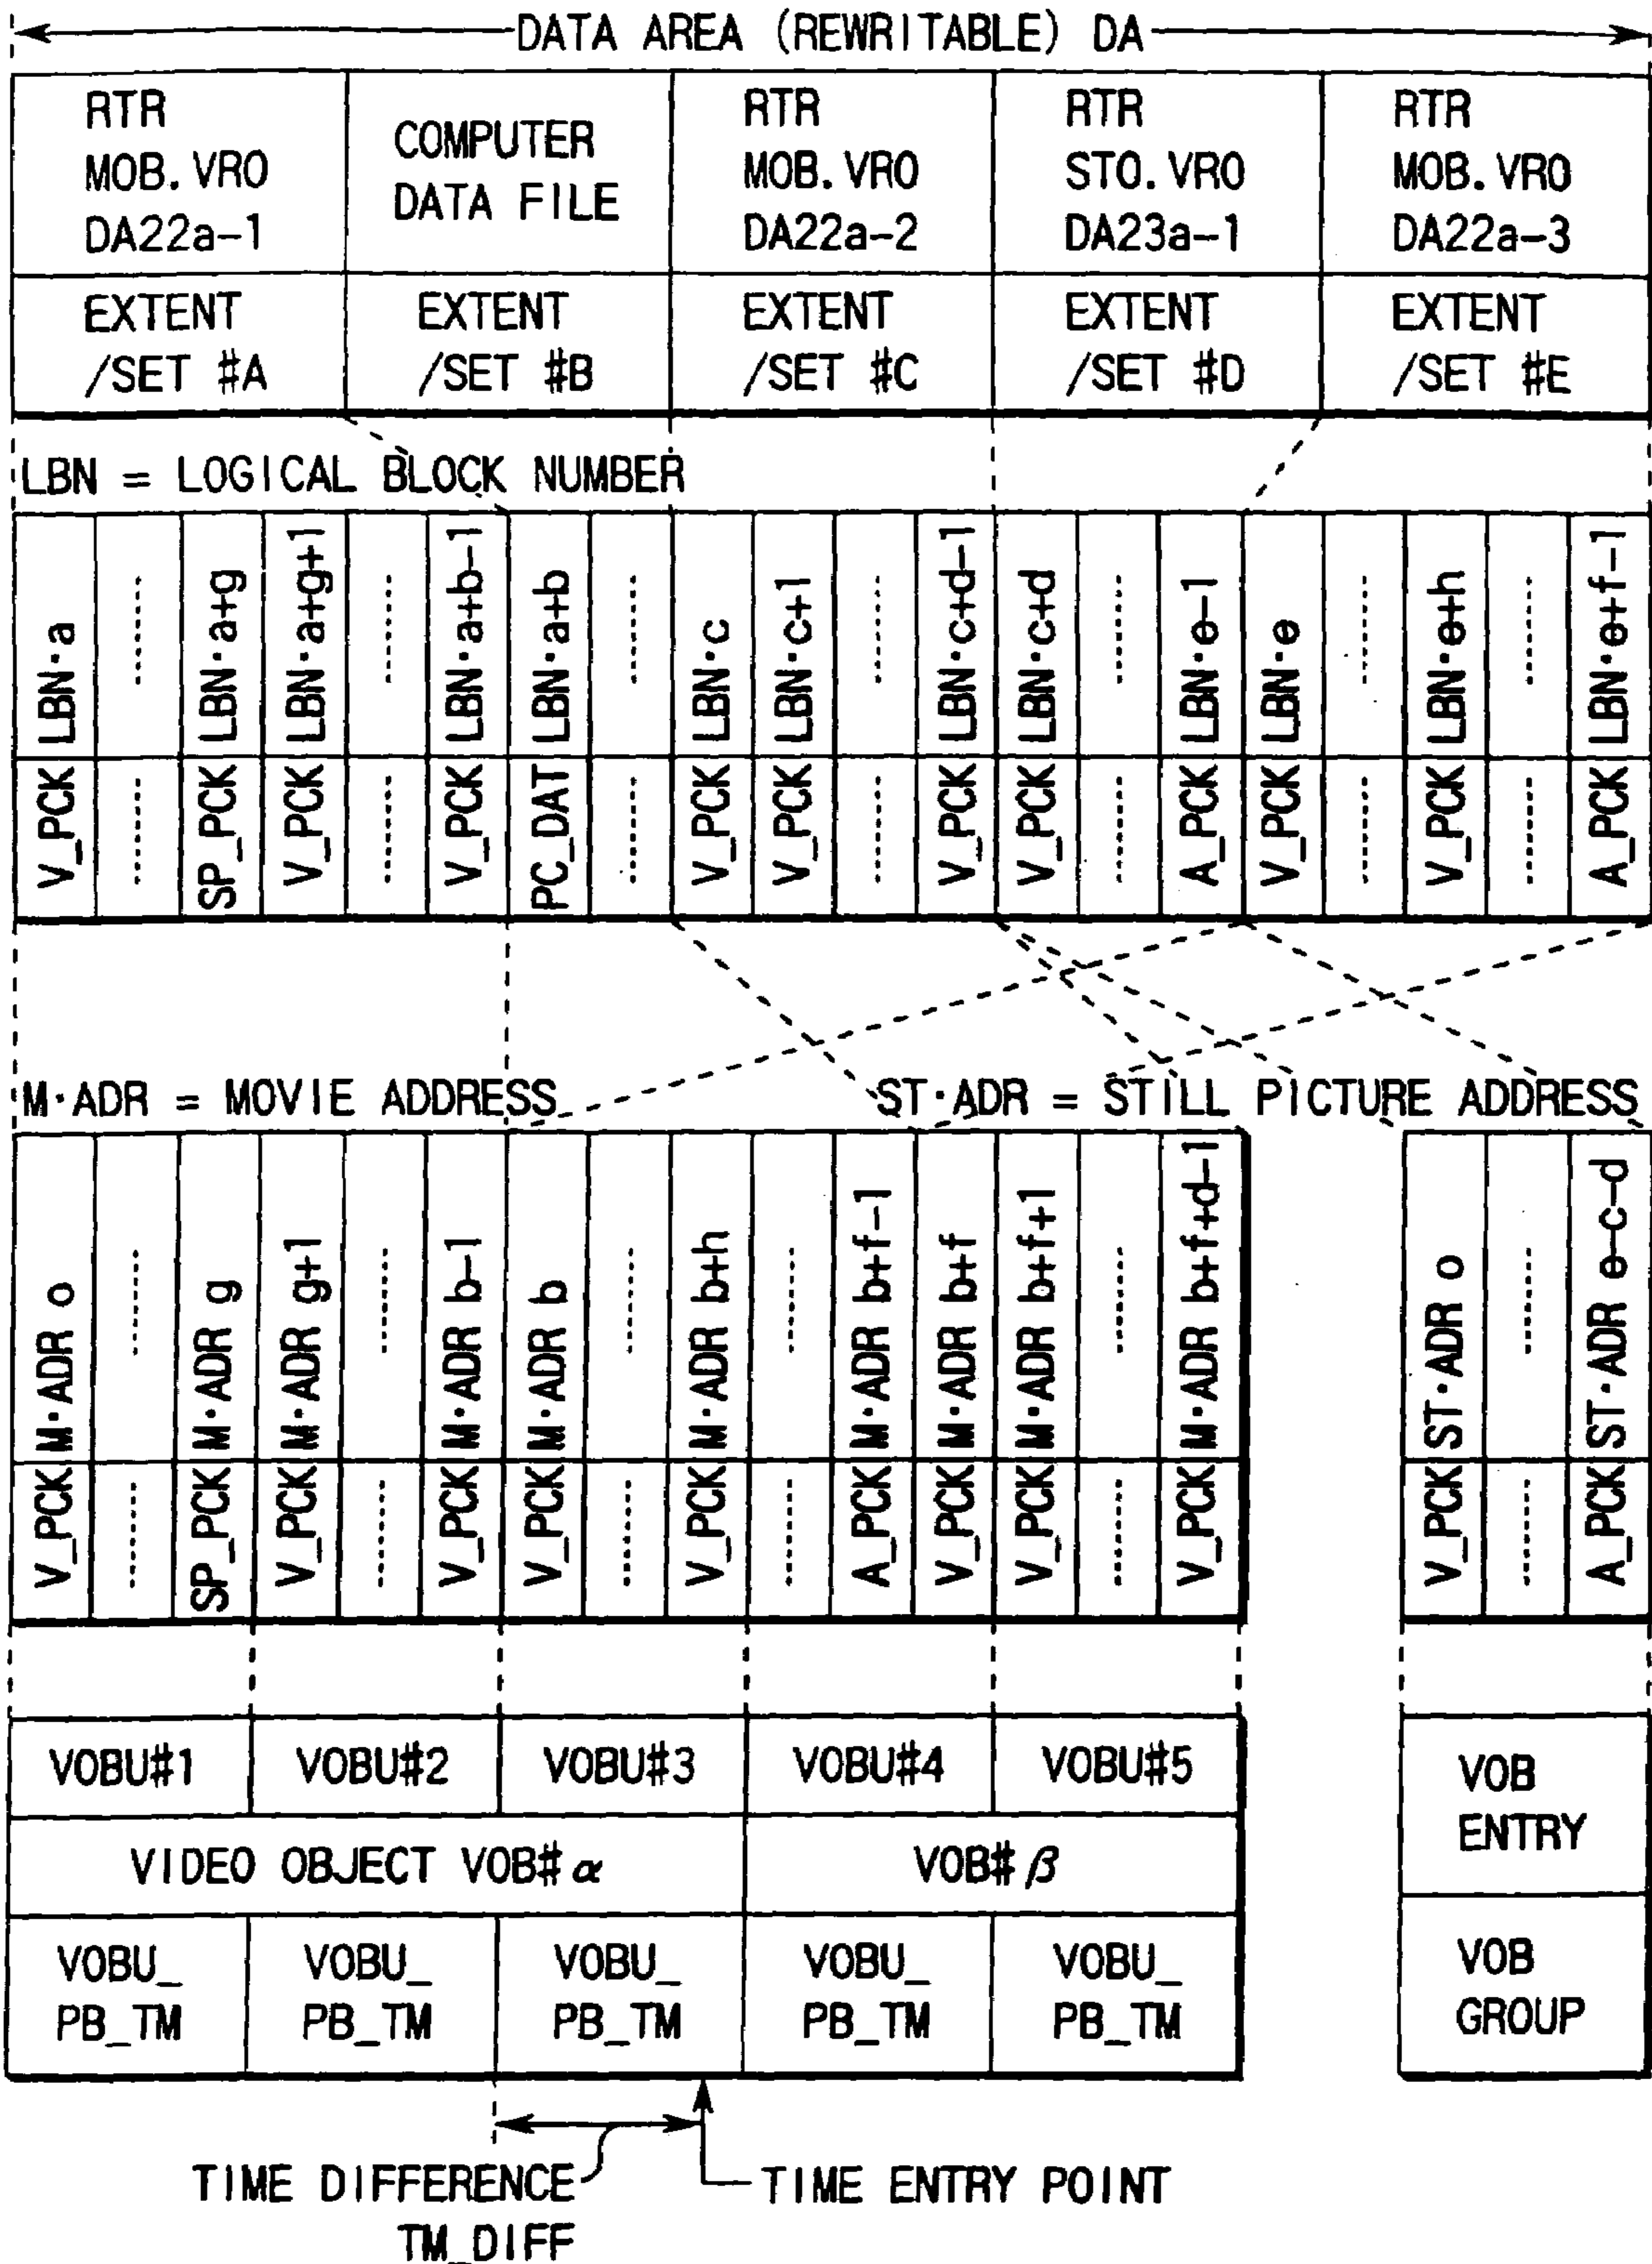 DATA AREA (REWRITABLE) DA
RTR
MOB.VRO
DA22a-1
COMPUTER
DATA FILE
RTR
MOB.VRO
DA22a-2
RTR
STO.VRO
DA23a-1
RTR
MOB.VRO
DA22a-3
EXTENT
/SET #A
EXTENT
/SET #B
EXTENT
/SET #C
EXTENT
/SET #D
EXTENT
/SET #E
LBN = LOGICAL BLOCK NUMBER
LBN·a
LBN·a+g
LBN·a+g+1
LBN·a+b-1
LBN·a+b
LBN·c
LBN·c+1
LBN·c+d-1
LBN·c+d
LBN·e-1
LBN·e
LBN·e+h
LBN·e+f-1
V_PCK
SP_PCK
V_PCK
V_PCK
PC_DAT
V_PCK
V_PCK
V_PCK
V_PCK
A_PCK
V_PCK
V_PCK
A_PCK
M·ADR = MOVIE ADDRESS
ST·ADR = STILL PICTURE ADDRESS
M·ADR o
M·ADR g
M·ADR g+1
M·ADR b-1
M·ADR b
M·ADR b+h
M·ADR b+f-1
M·ADR b+f
M·ADR b+f+1
M·ADR b+f+d-1
ST·ADR o
ST·ADR e-c-d
V_PCK
SP_PCK
V_PCK
V_PCK
V_PCK
V_PCK
A_PCK
V_PCK
V_PCK
V_PCK
V_PCK
A_PCK
VOBU#1
VOBU#2
VOBU#3
VOBU#4
VOBU#5
VOB
ENTRY
VIDEO OBJECT VOB#α
VOB#β
VOBU_
PB_TM
VOBU_
PB_TM
VOBU_
PB_TM
VOBU_
PB_TM
VOBU_
PB_TM
VOB
GROUP
TIME DIFFERENCE
TM_DIFF
TIME ENTRY POINT